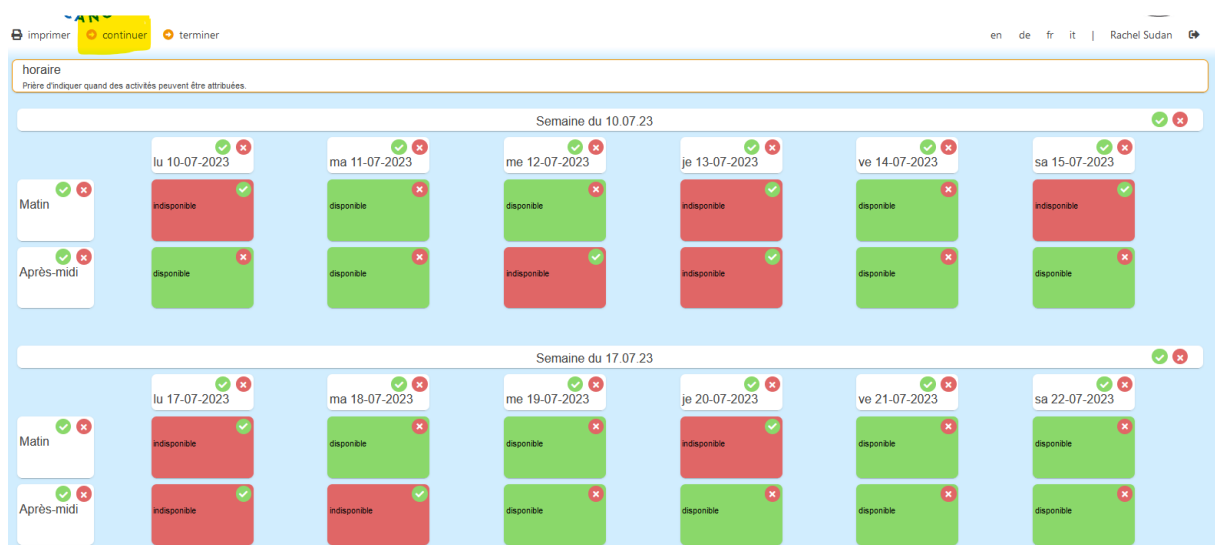 CANO
imprimer continuer terminer en de fr it | Rachel Sudan
horaire
Prière d'indiquer quand des activités peuvent être attribuées.
Semaine du 10.07.23
lu 10-07-2023 ma 11-07-2023 me 12-07-2023 je 13-07-2023 ve 14-07-2023 sa 15-07-2023
Matin indisponible disponible disponible indisponible disponible indisponible
Après-midi disponible disponible indisponible indisponible disponible disponible
Semaine du 17.07.23
lu 17-07-2023 ma 18-07-2023 me 19-07-2023 je 20-07-2023 ve 21-07-2023 sa 22-07-2023
Matin indisponible disponible disponible indisponible disponible disponible
Après-midi indisponible indisponible disponible disponible disponible disponible